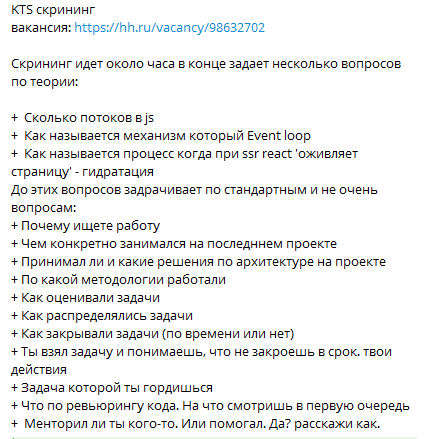 KTS скрининг
вакансия: https://hh.ru/vacancy/98632702
Скрининг идет около часа в конце задает несколько вопросов
по теории:
+ Сколько потоков в js
+ Как называется механизм который Event loop
+ Как называется процесс когда при ssr react 'оживляет
страницу' - гидратация
До этих вопросов задрачивает по стандартным и не очень
вопросам:
+ Почему ищете работу
+ Чем конкретно занимался на последннем проекте
+ Принимал ли и какие решения по архитектуре на проекте
+ По какой методологии работали
+ Как оценивали задачи
+ Как распределялись задачи
+ Как закрывали задачи (по времени или нет)
+ Ты взял задачу и понимаешь, что не закроешь в срок. твои
действия
+ Задача которой ты гордишься
+ Что по ревьюрингу кода. На что смотришь в первую очередь
+ Менторил ли ты кого-то. Или помогал. Да? расскажи как.